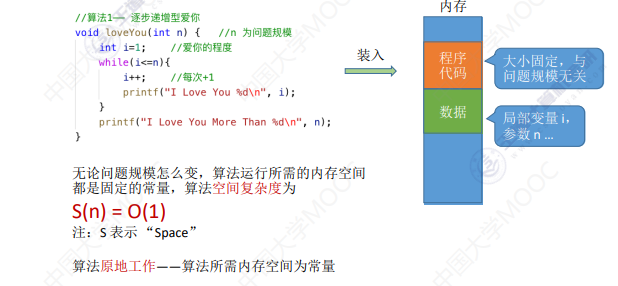 //算法1—— 逐步递增型爱你
void loveYou(int n) { //n 为问题规模
int i=1; //爱你的程度
while(i<=n){
i++; //每次+1
printf("I Love You %d\n", i);
}
printf("I Love You More Than %d\n", n);
}
装入
内存
程序
代码
数据
大小固定，与
问题规模无关
局部变量 i，
参数 n …
无论问题规模怎么变，算法运行所需的内存空间
都是固定的常量，算法空间复杂度为
S(n) = O(1)
注：S 表示“Space”
算法原地工作——算法所需内存空间为常量
中国大学MOOC